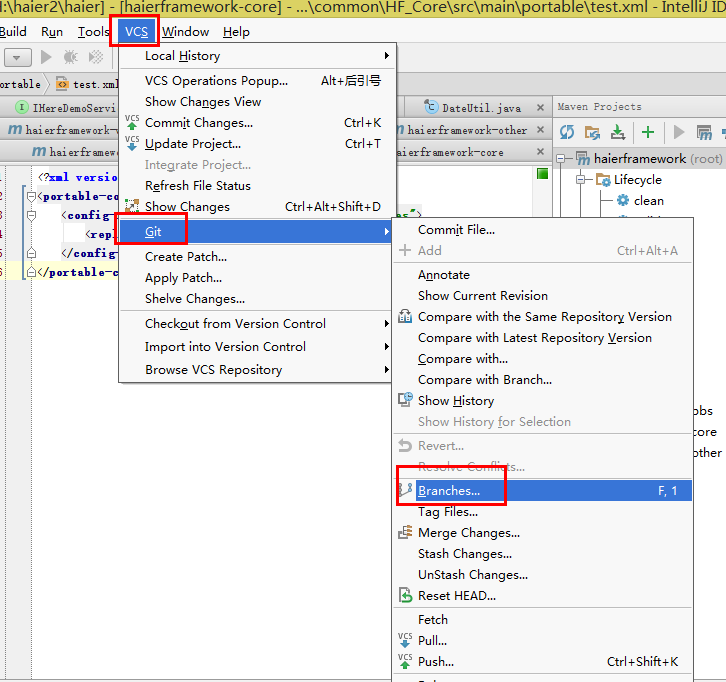 l:\haier2\haier] - [haierframework-core] - ...\common\HF_Core\src\main\portable\test.xml - IntelliJ ID
Build Run Tools VCS Window Help
ortable test.xml
IHereDemoServi DateUtil.java Maven Projects
haierframework- haierframework-other
haierframework aierframework-core
haierframework (root)
Lifecycle
clean
<?xml versio
<portable-co
<config
<repl
</config
</portable-c
Local History
VCS Operations Popup... Alt+后引号
Show Changes View
Commit Changes... Ctrl+K
Update Project... Ctrl+T
Integrate Project...
Refresh File Status
Show Changes Ctrl+Alt+Shift+D
Git
Create Patch...
Apply Patch...
Shelve Changes...
Checkout from Version Control
Import into Version Control
Browse VCS Repository
Commit File...
Add Ctrl+Alt+A
Annotate
Show Current Revision
Compare with the Same Repository Version
Compare with Latest Repository Version
Compare with...
Compare with Branch...
Show History
Show History for Selection
Revert...
Resolve Conflicts...
Branches... F, 1
Tag Files...
Merge Changes...
Stash Changes...
UnStash Changes...
Reset HEAD...
Fetch
Pull...
Push... Ctrl+Shift+K
obs
core
other